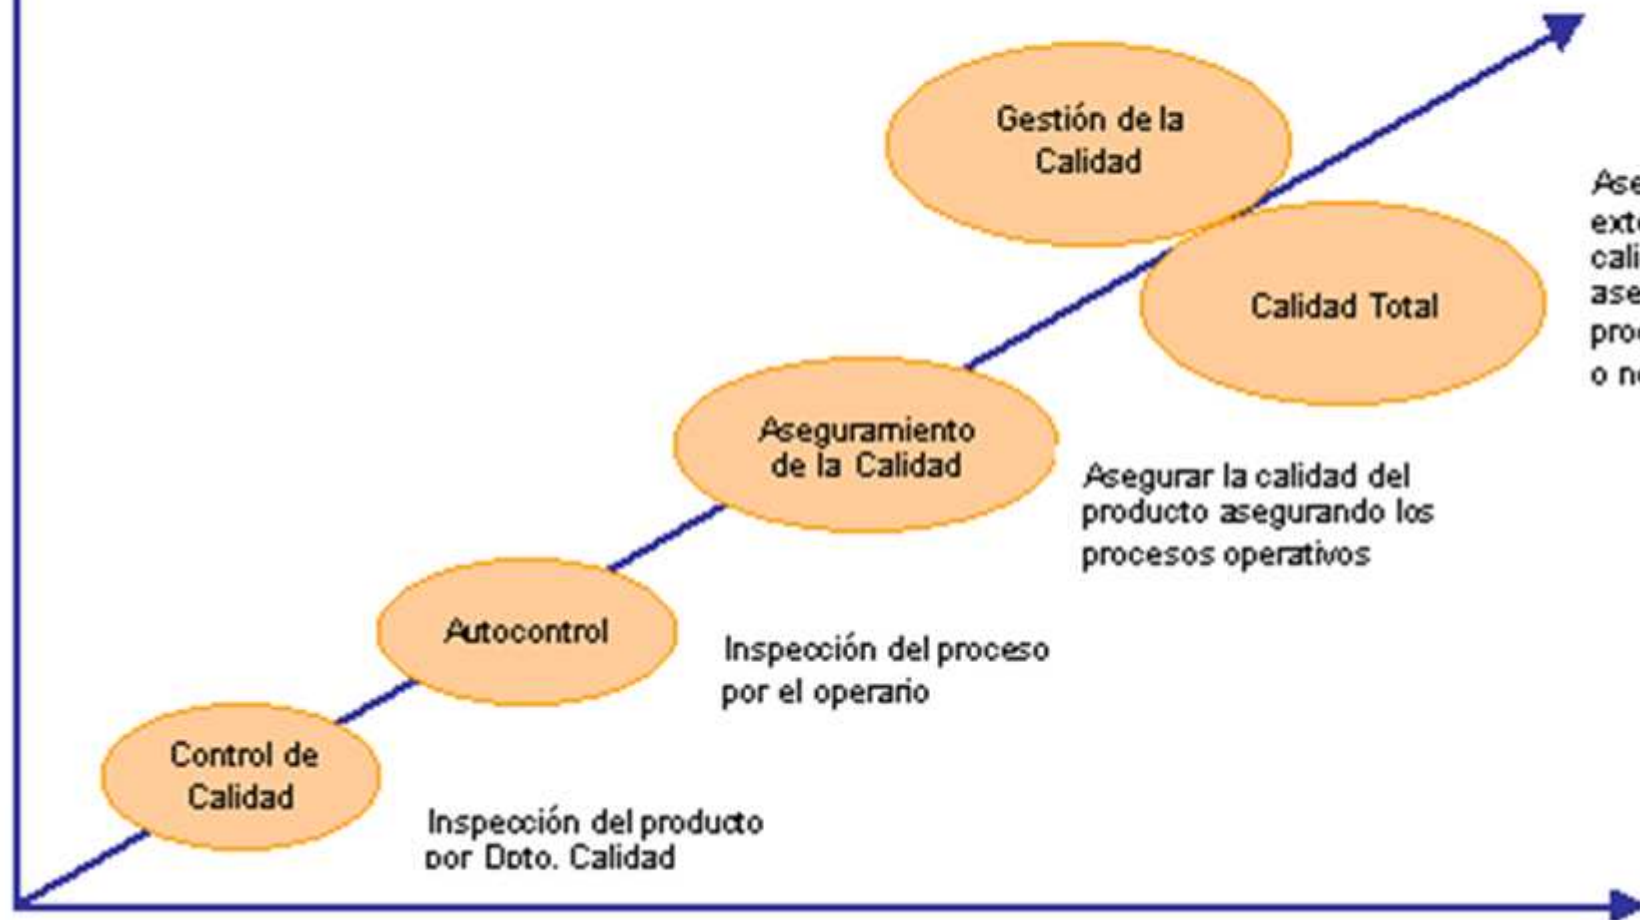 Gestión de la
Calidad
Calidad Total
Aseguramiento
de la Calidad
Asegurar la calidad del
producto asegurando los
procesos operativos
Autocontrol
Inspección del proceso
por el operario
Control de
Calidad
Inspección del producto
por Dpto. Calidad